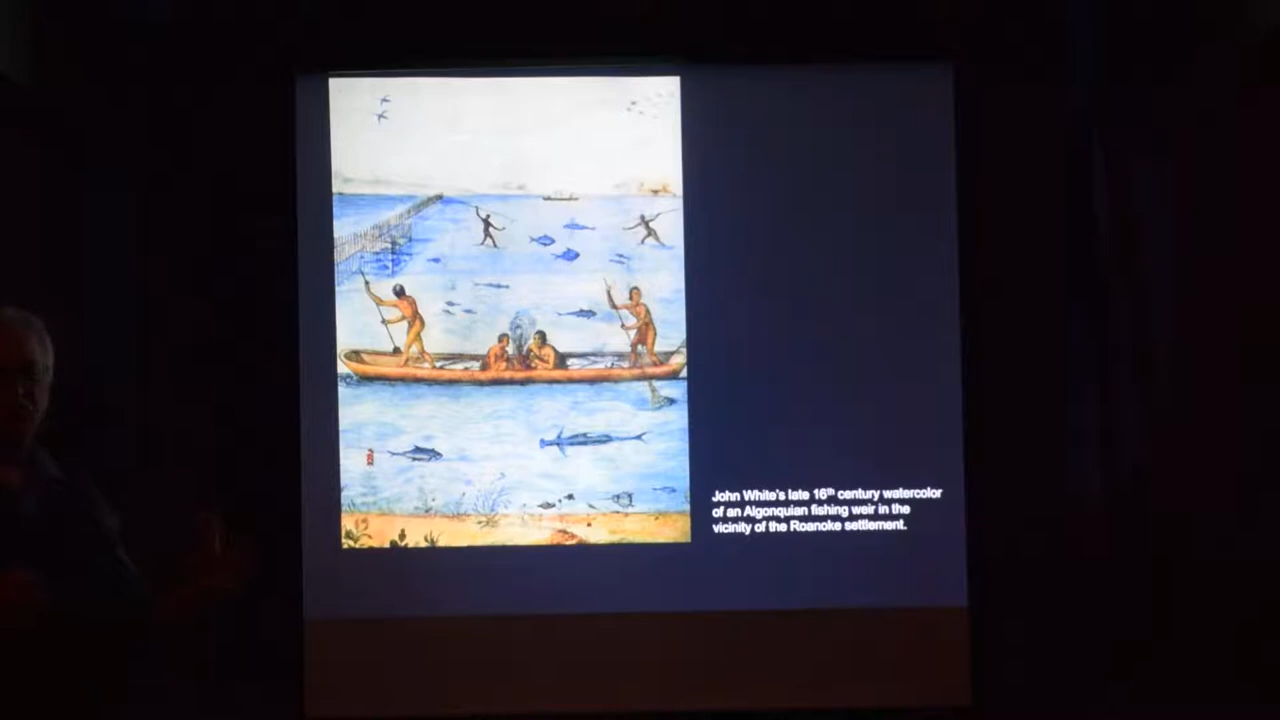 John White's late 16th century watercolor
of an Algonquian fishing weir in the
vicinity of the Roanoke settlement.